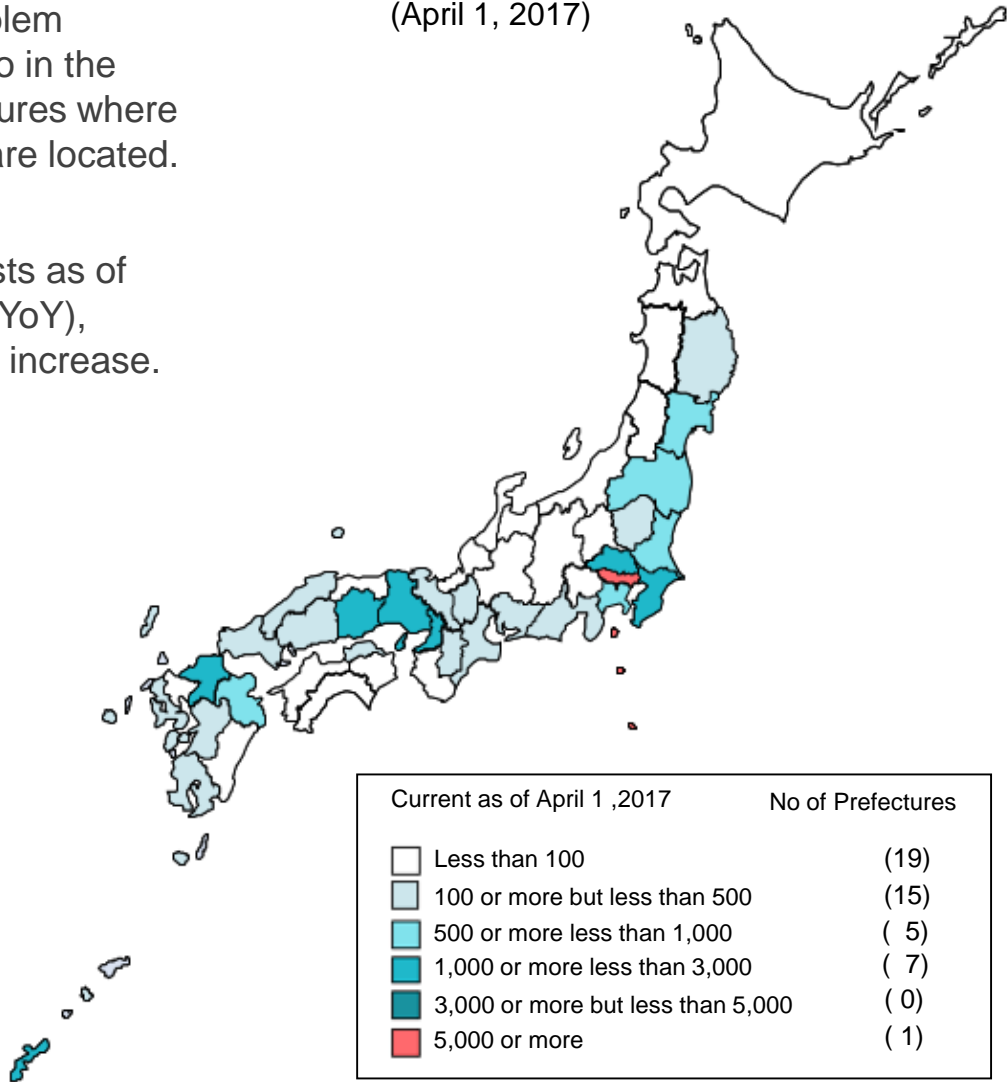 olem
o in the
ures where
are located.
sts as of
YoY),
increase.
(April 1, 2017)
Current as of April 1 ,2017 No of Prefectures
Less than 100 (19)
100 or more but less than 500 (15)
500 or more less than 1,000 ( 5)
1,000 or more less than 3,000 ( 7)
3,000 or more but less than 5,000 ( 0)
5,000 or more ( 1)